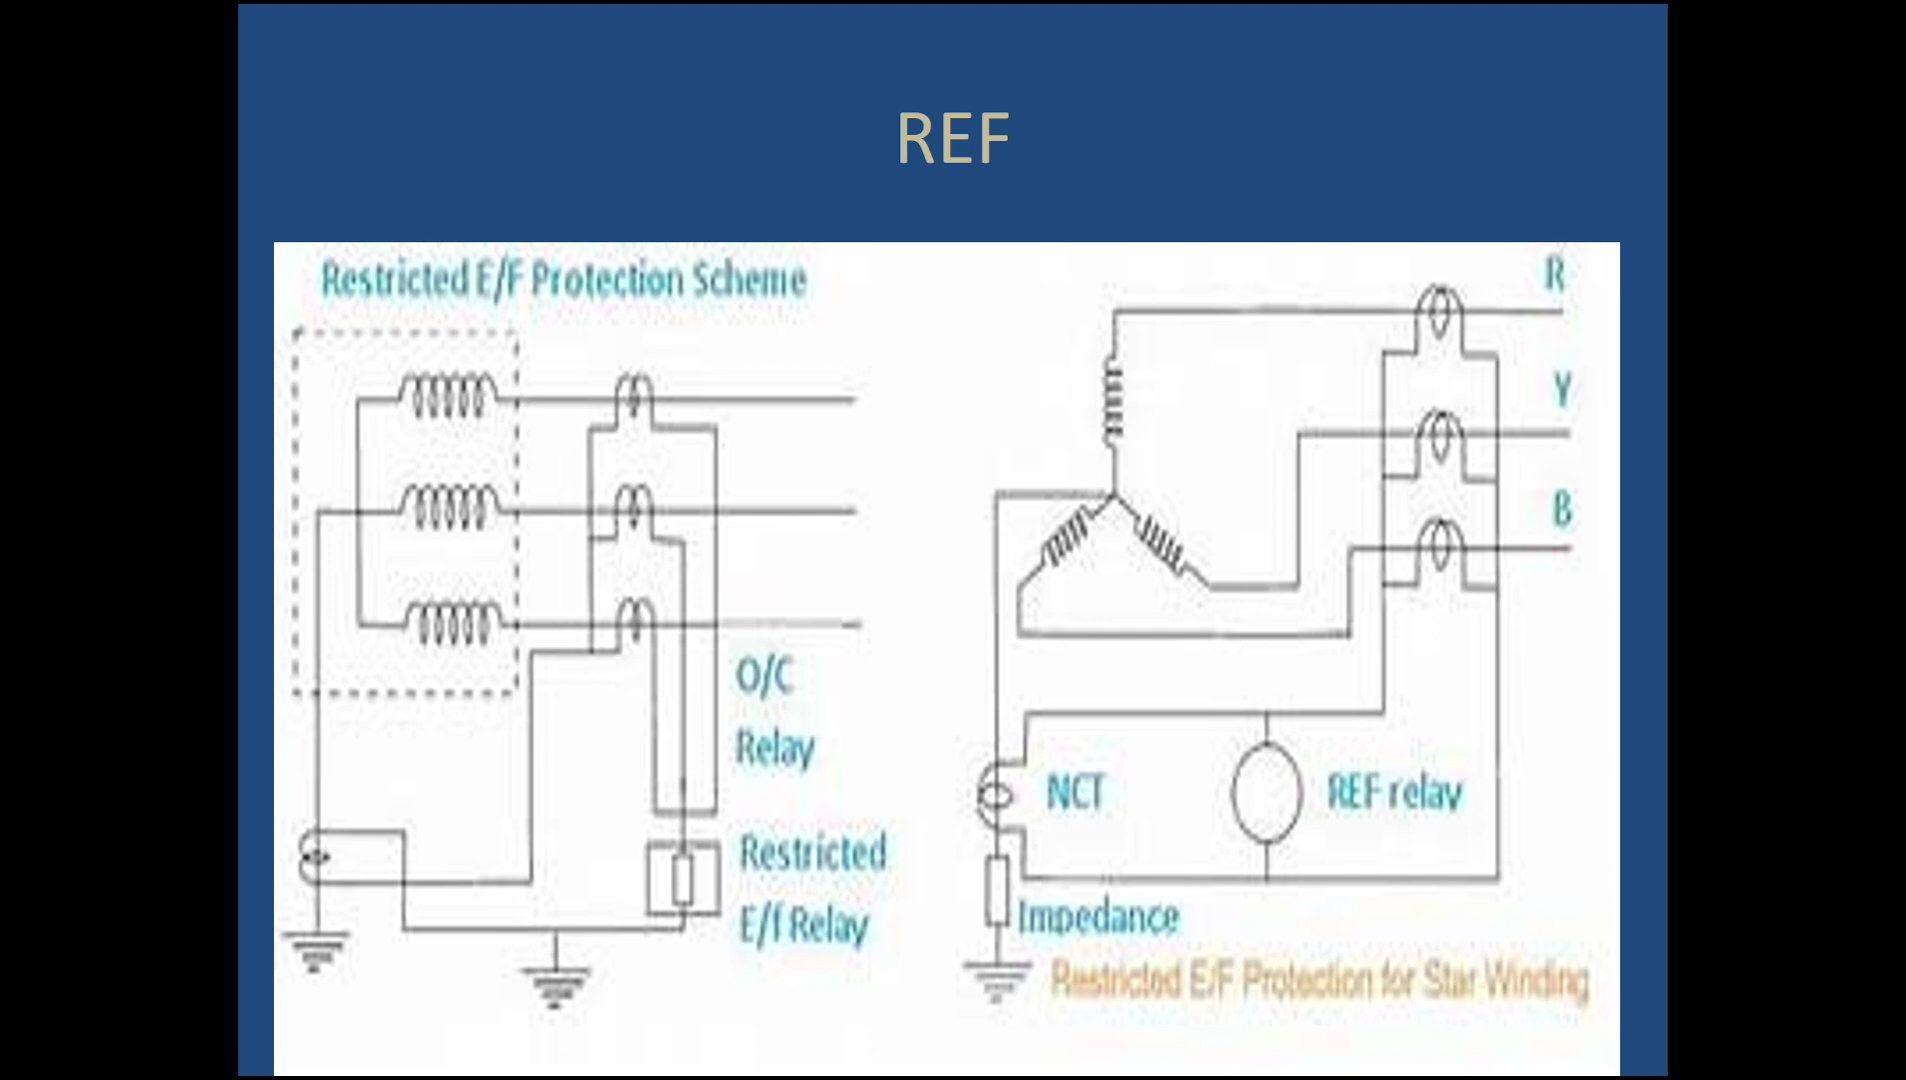 REF
Restricted E/F Protection Scheme
O/C
Relay
Restricted
E/f Relay
R
Y
B
NCT
REF relay
Impedance
Restricted E/F Protection for Star Winding